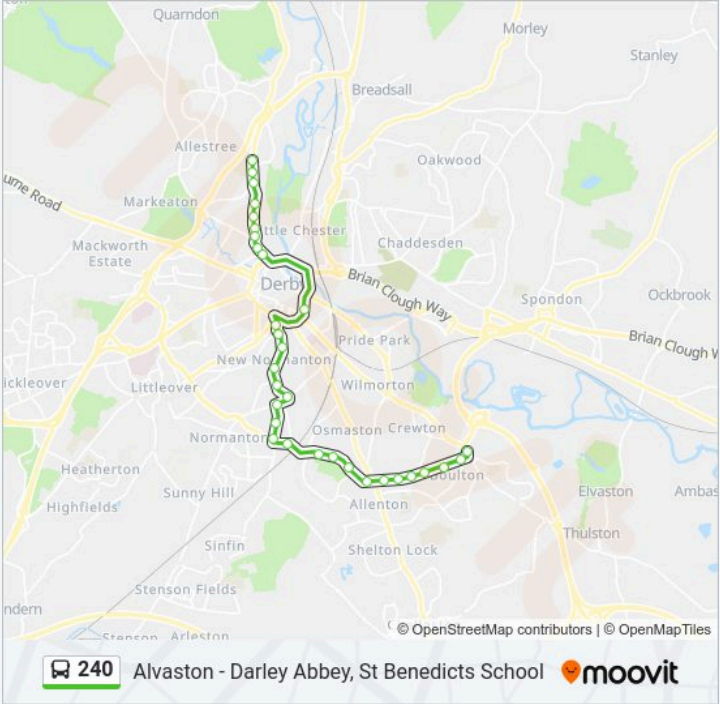 Quarndon
Morley
Stanley
Breadsall
Allestree
Oakwood
urne Road
Markeaton
ttle Chester
Chaddesden
Mackworth
Estate
Derby
Brian Clough Way
Spondon
Ockbrook
Brian Clough W
Pride Park
New Normanton
ickleover
Littleover
Wilmorton
Osmaston
Crewton
Normanton
Heatherton
Boulton
Sunny Hill
Elvaston
Ambas
Highfields
Allenton
Thulston
Sinfin
Shelton Lock
Stenson Fields
ndern
© OpenStreetMap contributors | © OpenMapTiles
Stenson
Arleston
240 Alvaston - Darley Abbey, St Benedicts School moovit